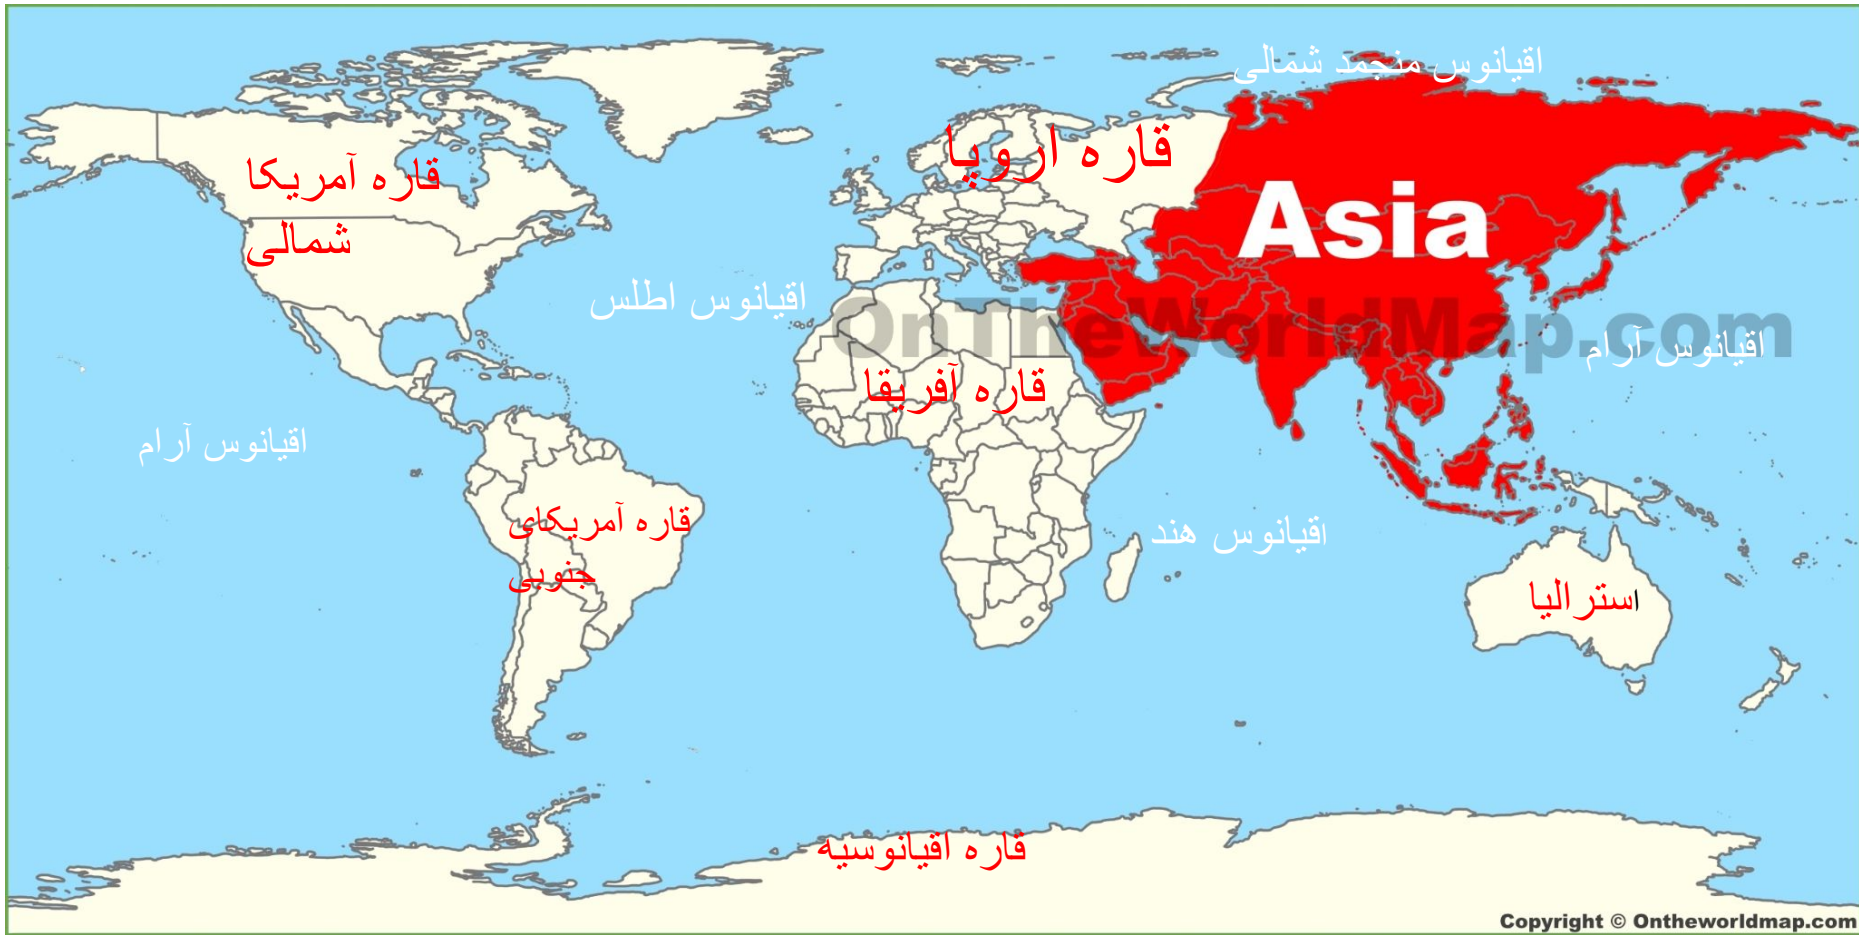 اقیانوس منجمد شمالی
قاره اروپا
قاره آمریکا
شمالی
Asia
اقیانوس اطلس
OnTheWorldMap.com
اقیانوس آرام
قاره آفریقا
اقیانوس آرام
قاره آمریکای
جنوبی
اقیانوس هند
استرالیا
قاره اقیانوسیه
Copyright © Ontheworldmap.com